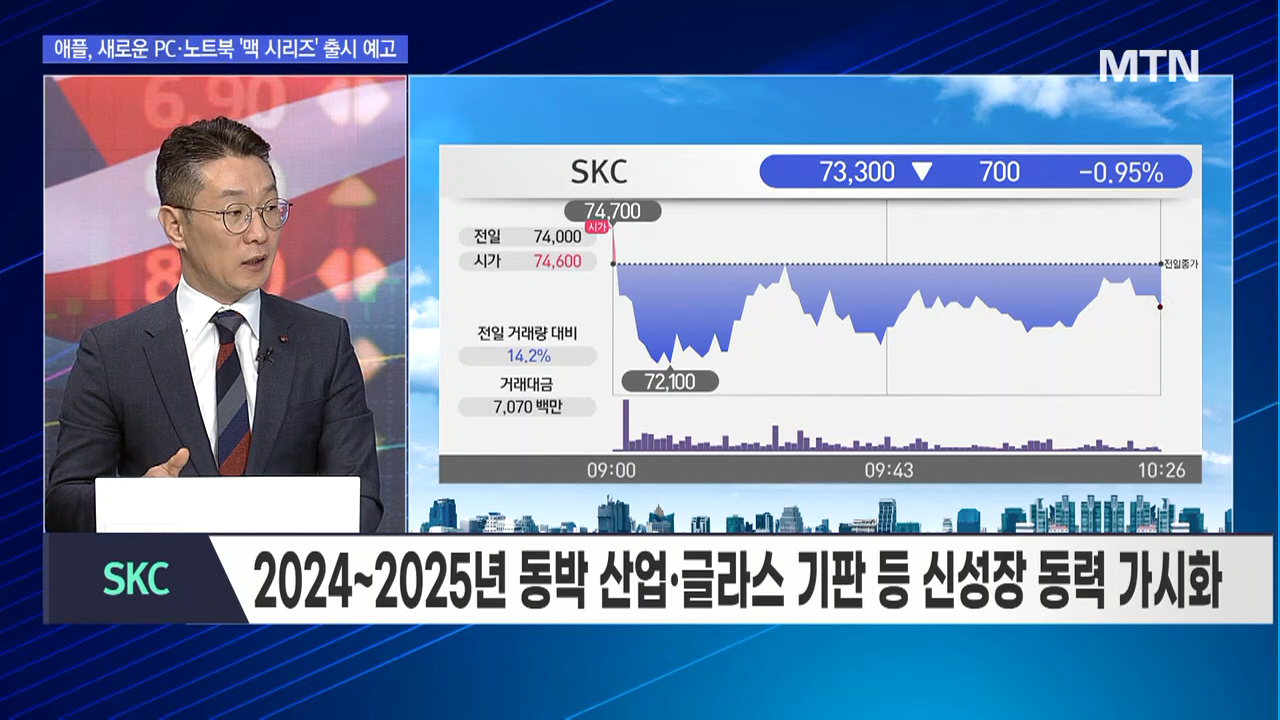 애플, 새로운 PC·노트북 '맥 시리즈' 출시 예고
MTN
6.90
SKC
73,300 ▼ 700 -0.95%
74,700
시가
전일 74,000
시가 74,600
전일종가
전일 거래량 대비
14.2%
거래대금
7,070 백만
72,100
09:00 09:43 10:26
SKC
2024~2025년 동박 산업·글라스 기판 등 신성장 동력 가시화